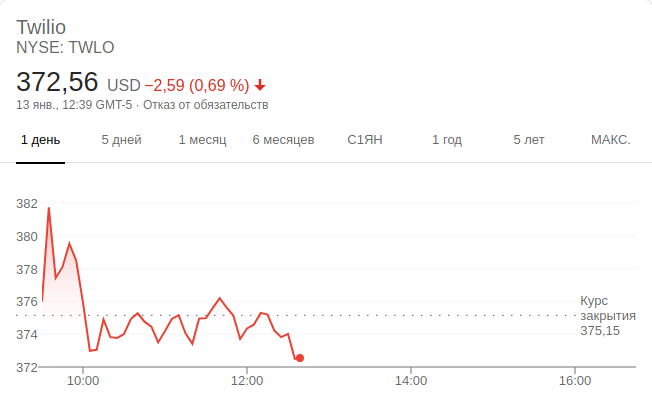 Twilio
NYSE: TWLO
372,56 USD −2,59 (0,69 %)
13 янв., 12:39 GMT-5 · Отказ от обязательств
1 день 5 дней 1 месяц 6 месяцев С1ЯН 1 год 5 лет МАКС.
382
380
378
376
374
372
Курс
закрытия
375,15
10:00 12:00 14:00 16:00